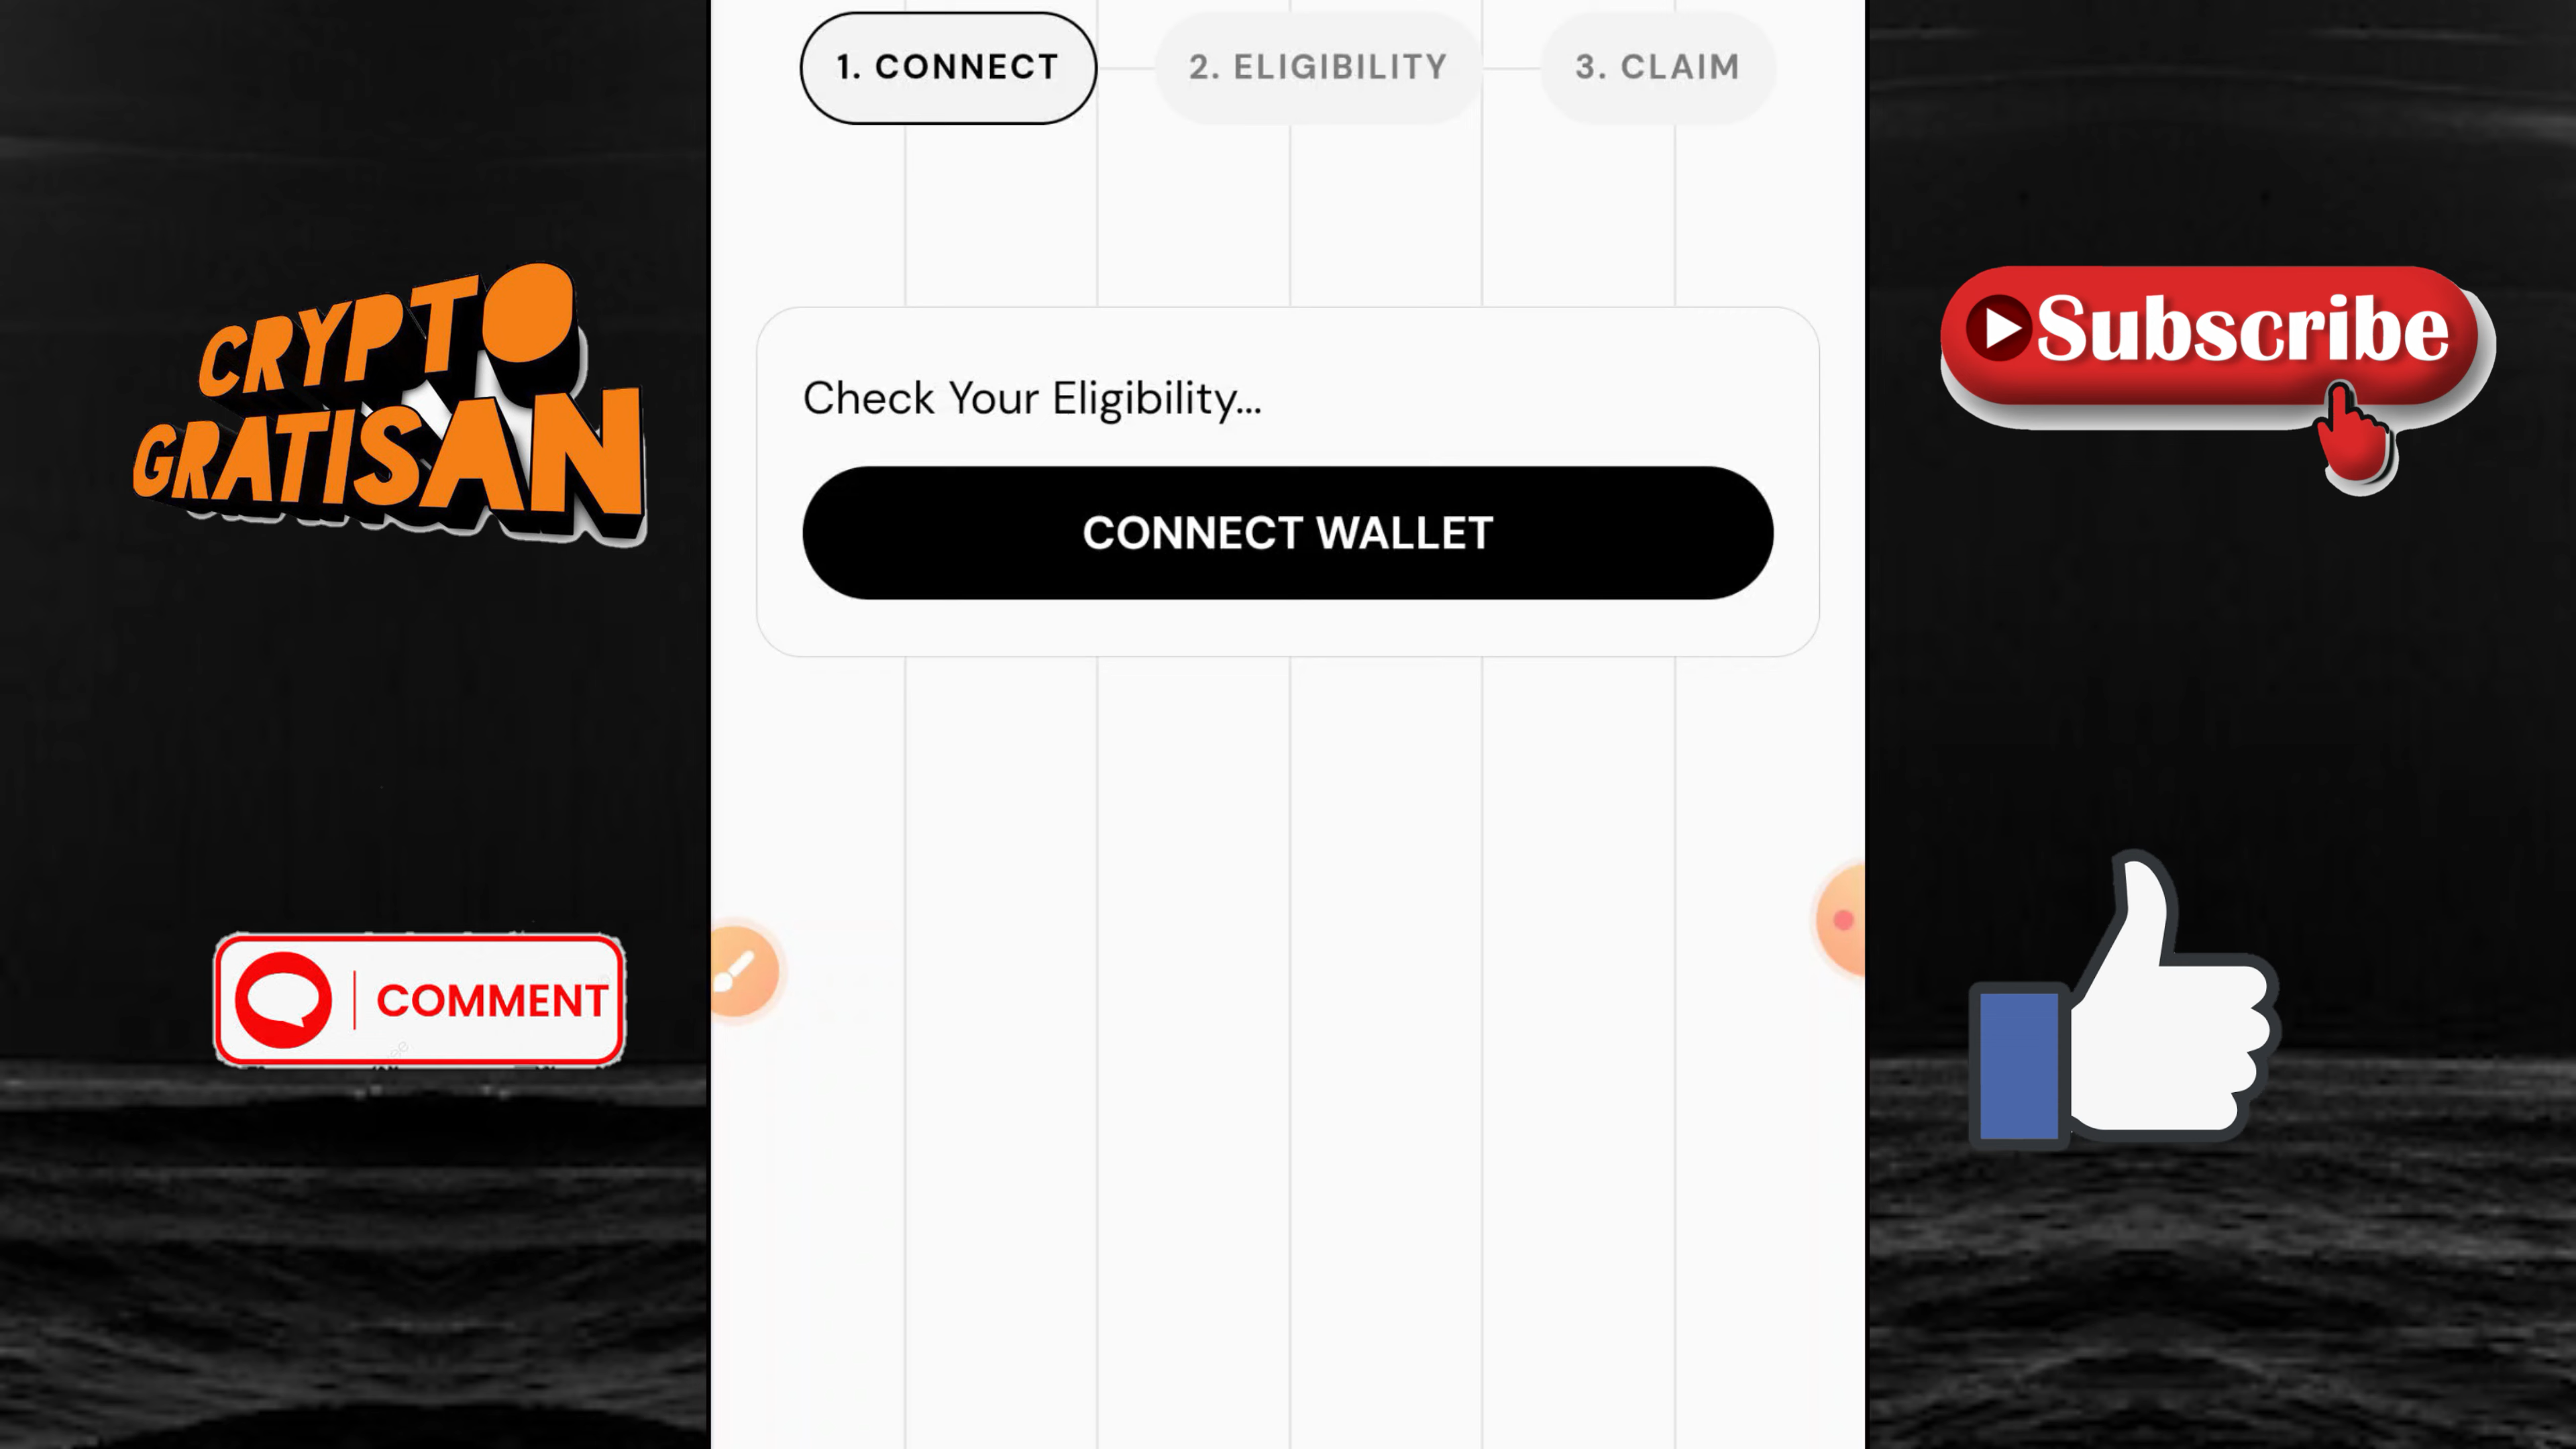 1. CONNECT
2. ELIGIBILITY
3. CLAIM
CRYPTO
GRATISAN
Check Your Eligibility...
CONNECT WALLET
Subscribe
COMMENT